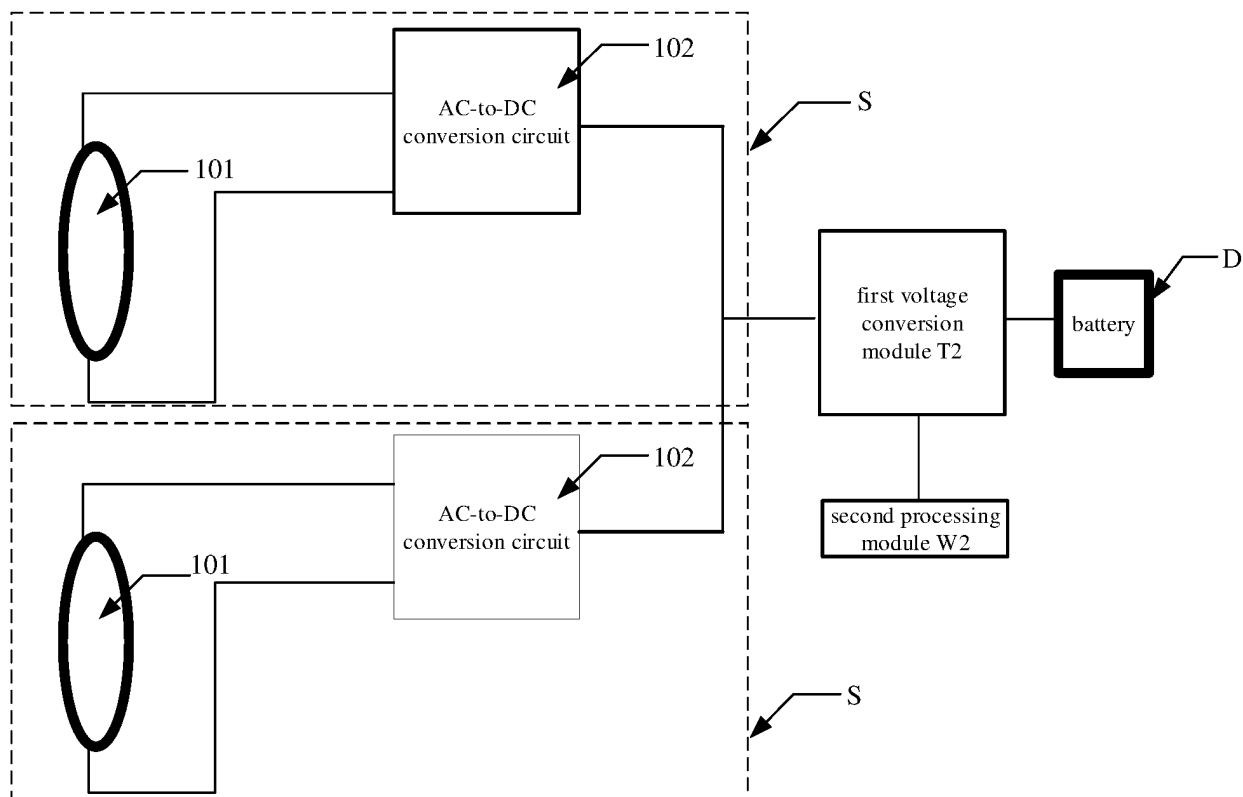 102
AC-to-DC
conversion circuit
S
101
D
first voltage
conversion
module T2
battery
102
AC-to-DC
conversion circuit
second processing
module W2
101
S